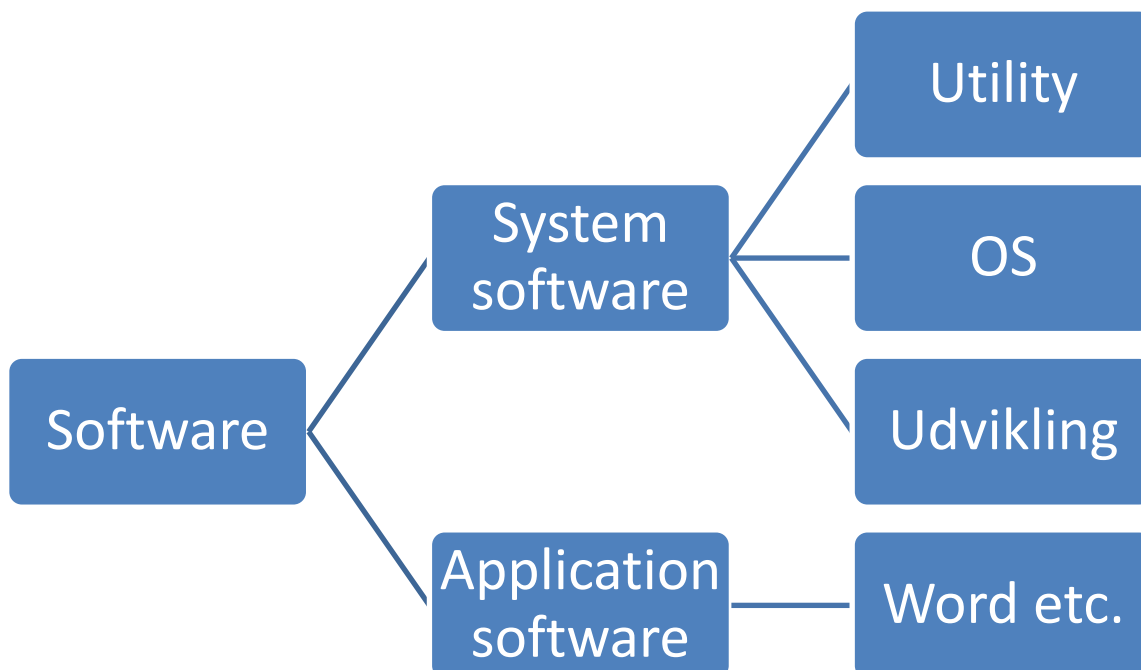 Utility
System
software
OS
Software
Udvikling
Application
software
Word etc.